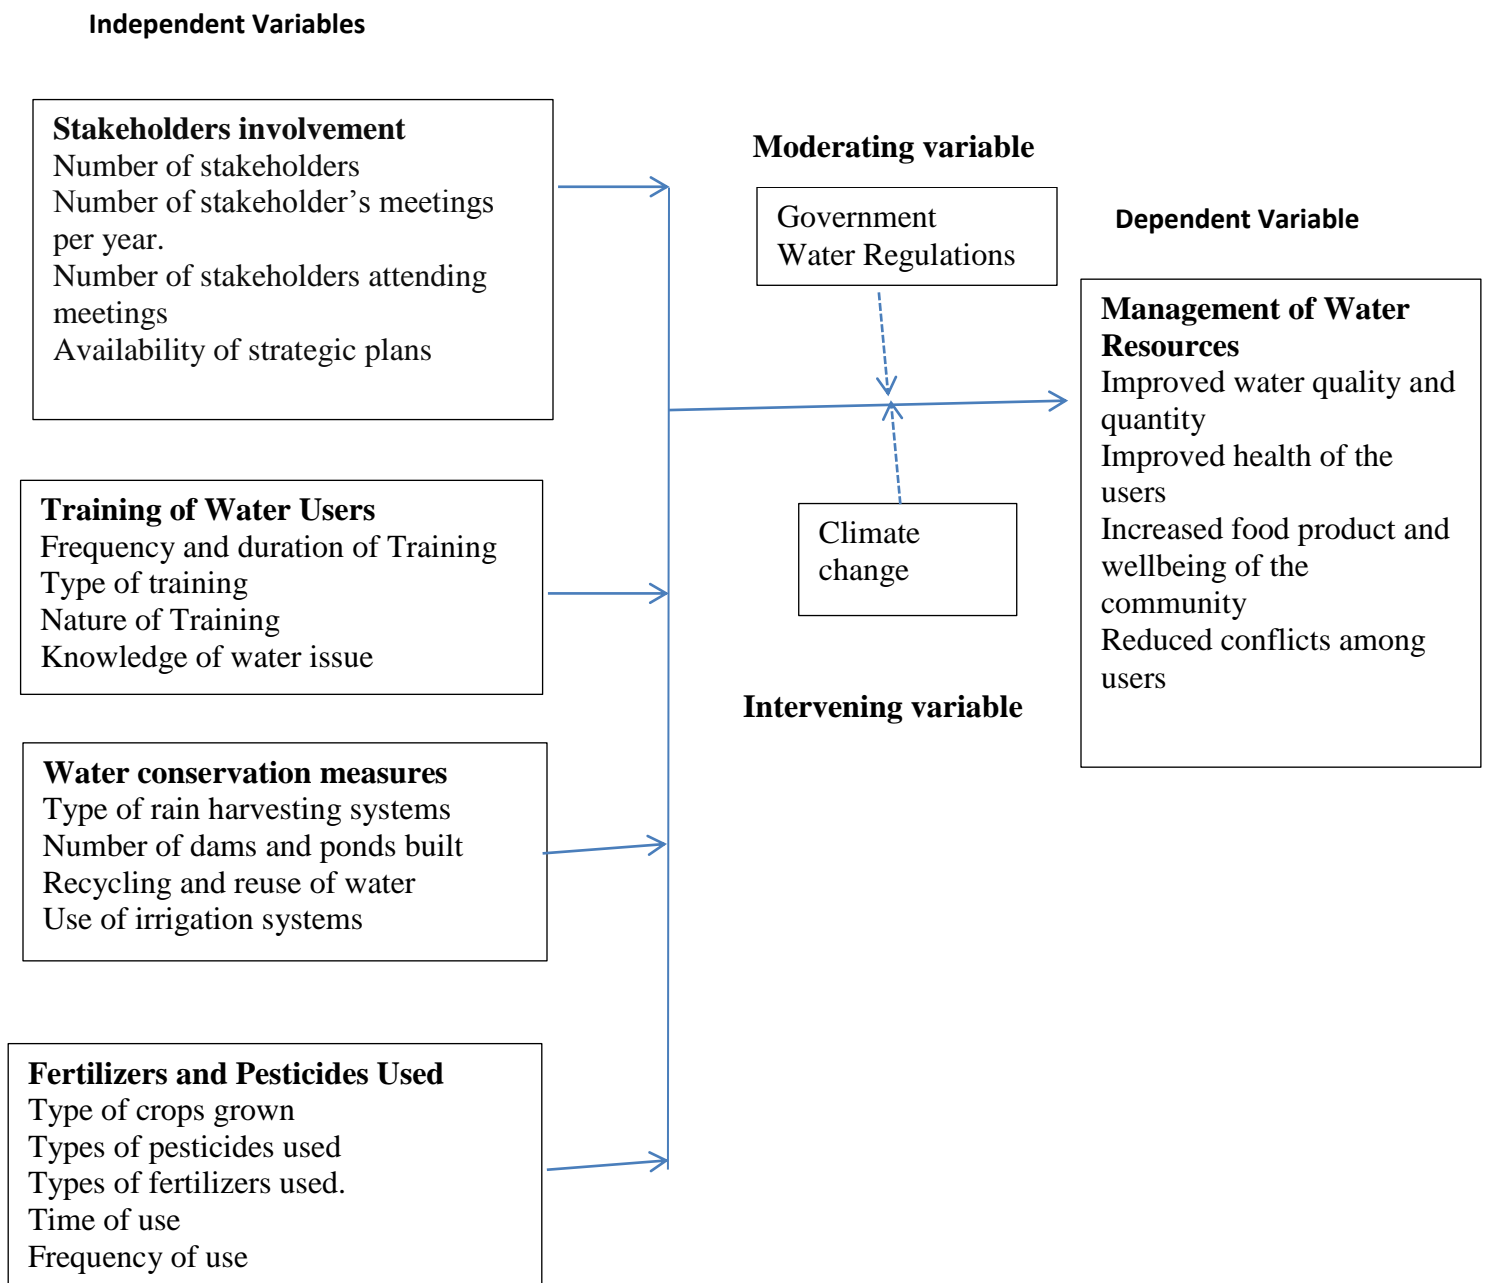 Independent Variables
Stakeholders involvement
Number of stakeholders
Number of stakeholder’s meetings
per year.
Number of stakeholders attending
meetings
Availability of strategic plans
Training of Water Users
Frequency and duration of Training
Type of training
Nature of Training
Knowledge of water issue
Water conservation measures
Type of rain harvesting systems
Number of dams and ponds built
Recycling and reuse of water
Use of irrigation systems
Fertilizers and Pesticides Used
Type of crops grown
Types of pesticides used
Types of fertilizers used.
Time of use
Frequency of use
Moderating variable
Government
Water Regulations
Climate
change
Intervening variable
Dependent Variable
Management of Water
Resources
Improved water quality and
quantity
Improved health of the
users
Increased food product and
wellbeing of the
community
Reduced conflicts among
users